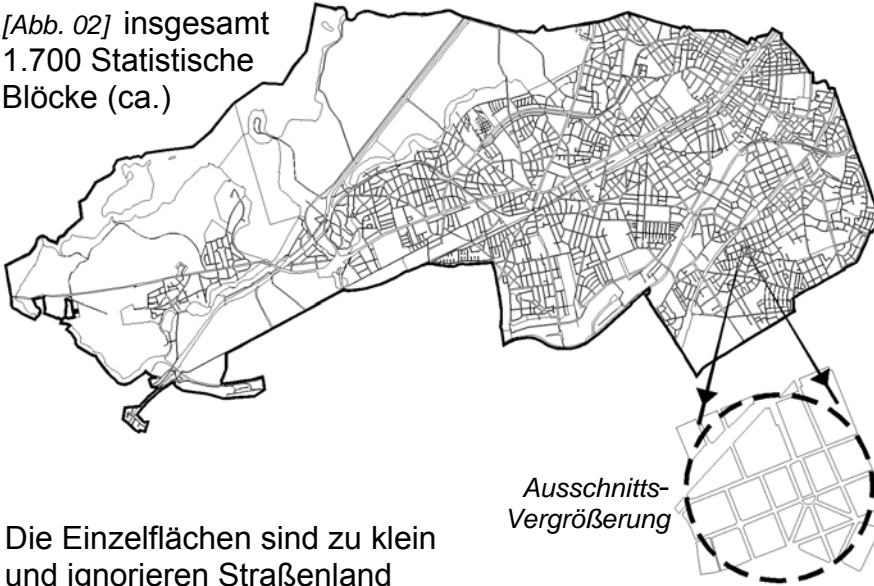 [Abb. 02] insgesamt
1.700 Statistische
Blöcke (ca.)
Ausschnitts-
Vergrößerung
Die Einzelflächen sind zu klein
und ignorieren Straßenland